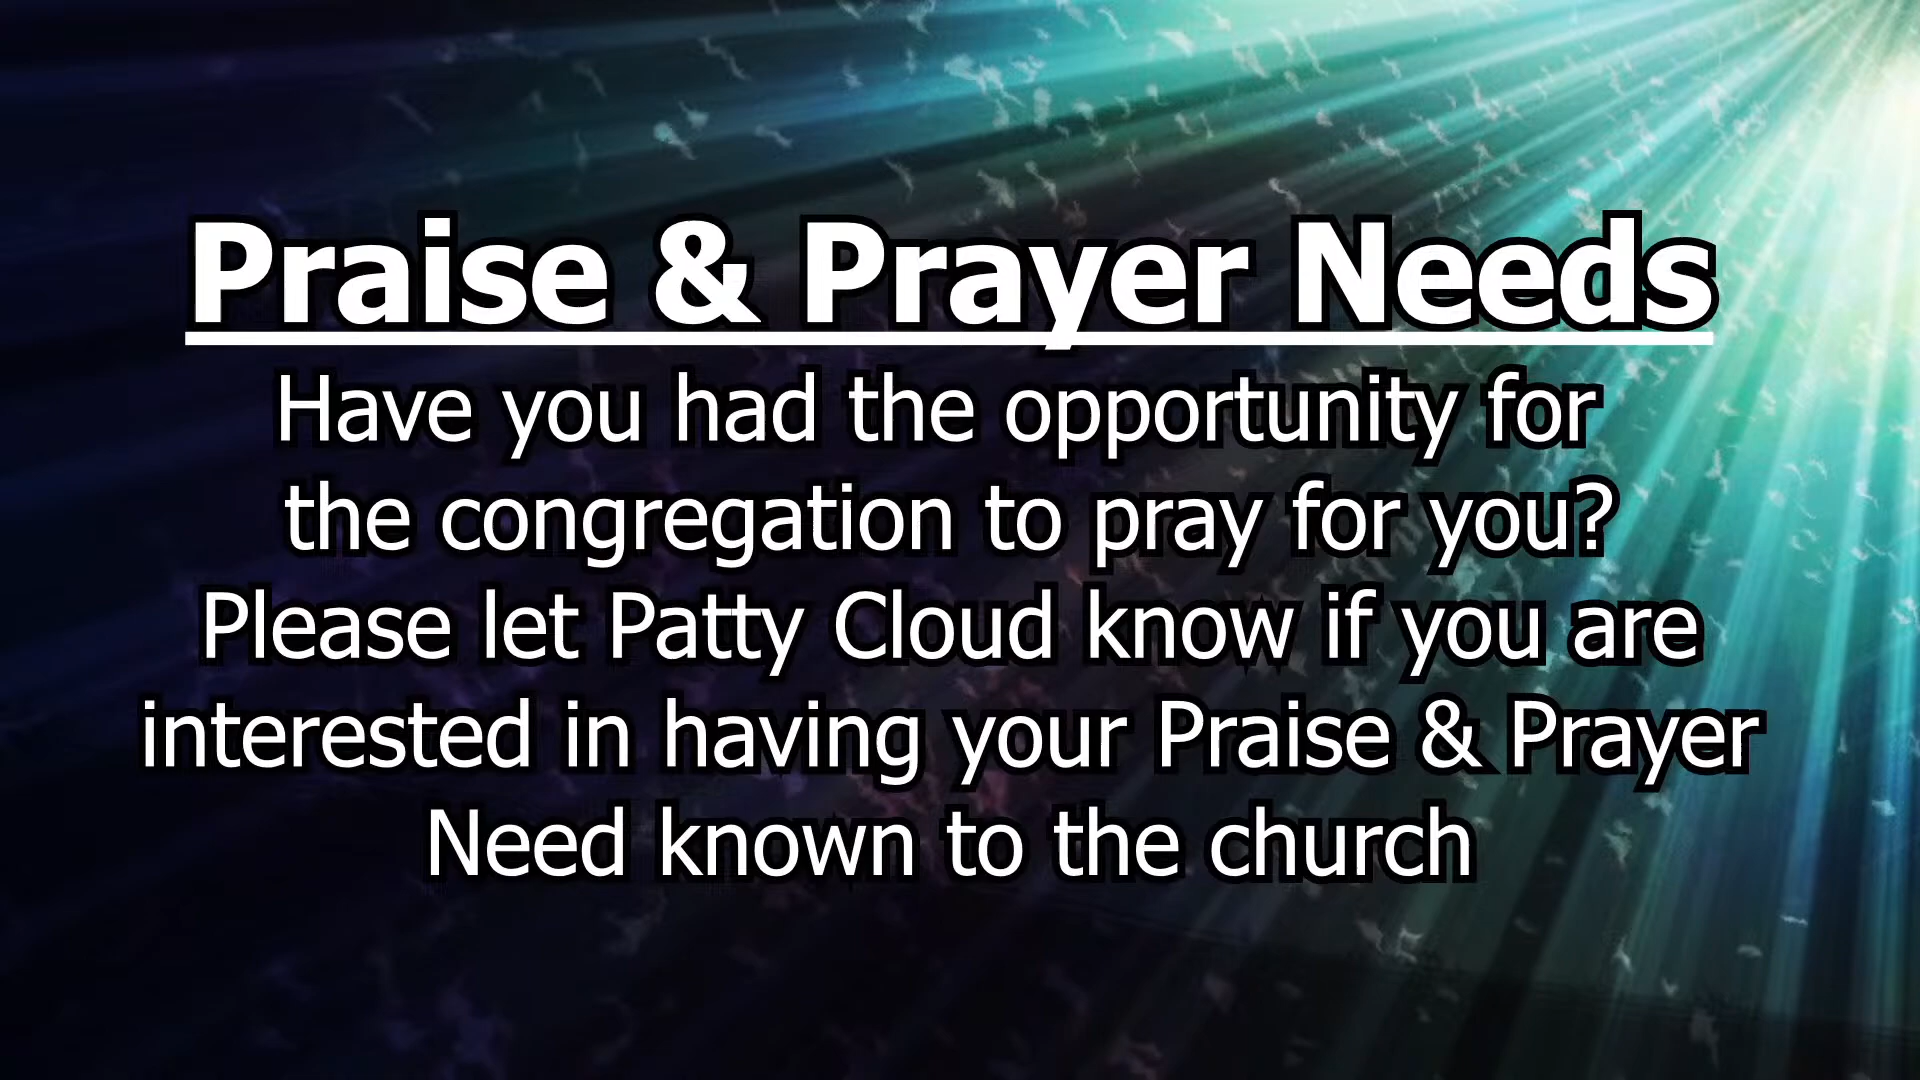 Praise & Prayer Needs
Have you had the opportunity for
the congregation to pray for you?
Please let Patty Cloud know if you are
interested in having your Praise & Prayer
Need known to the church